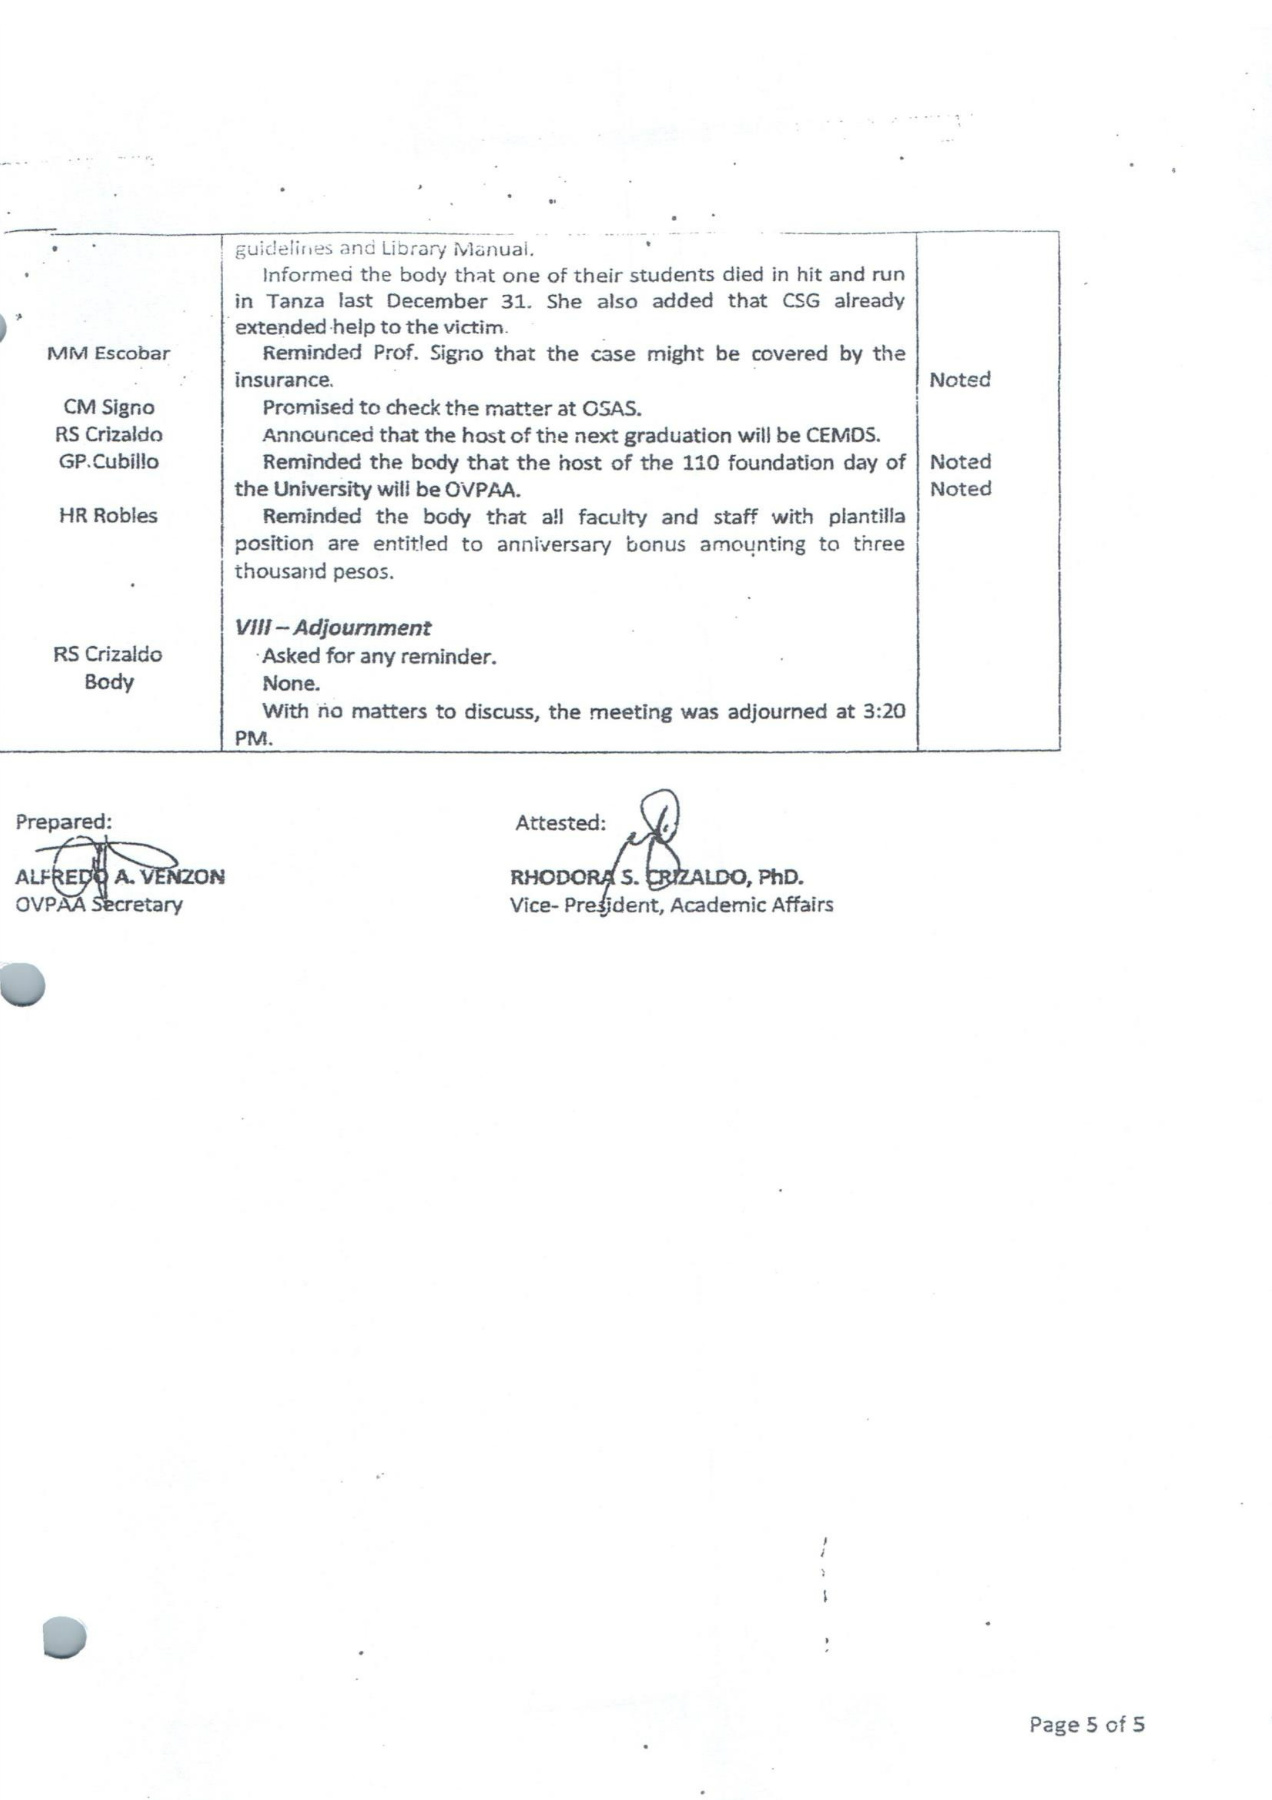 guidelines and Library Manual.
Informed the body that one of their students died in hit and run
in Tanza last December 31. She also added that CSG already
extended help to the victim.
MM Escobar Reminded Prof. Signo that the case might be covered by the
insurance. Noted
CM Signo Promised to check the matter at OSAS.
RS Crizaldo Announced that the host of the next graduation will be CEMDS.
GP.Cubillo Reminded the body that the host of the 110 foundation day of Noted
the University will be OVPAA. Noted
HR Robles Reminded the body that all faculty and staff with plantilla
position are entitled to anniversary bonus amounting to three
thousand pesos.
VIII – Adjournment
RS Crizaldo Asked for any reminder.
Body None.
With no matters to discuss, the meeting was adjourned at 3:20
PM.
Prepared: Attested:
ALFREDO A. VENZON RHODORA S. CRIZALDO, PhD.
OVPAA Secretary Vice- President, Academic Affairs
Page 5 of 5